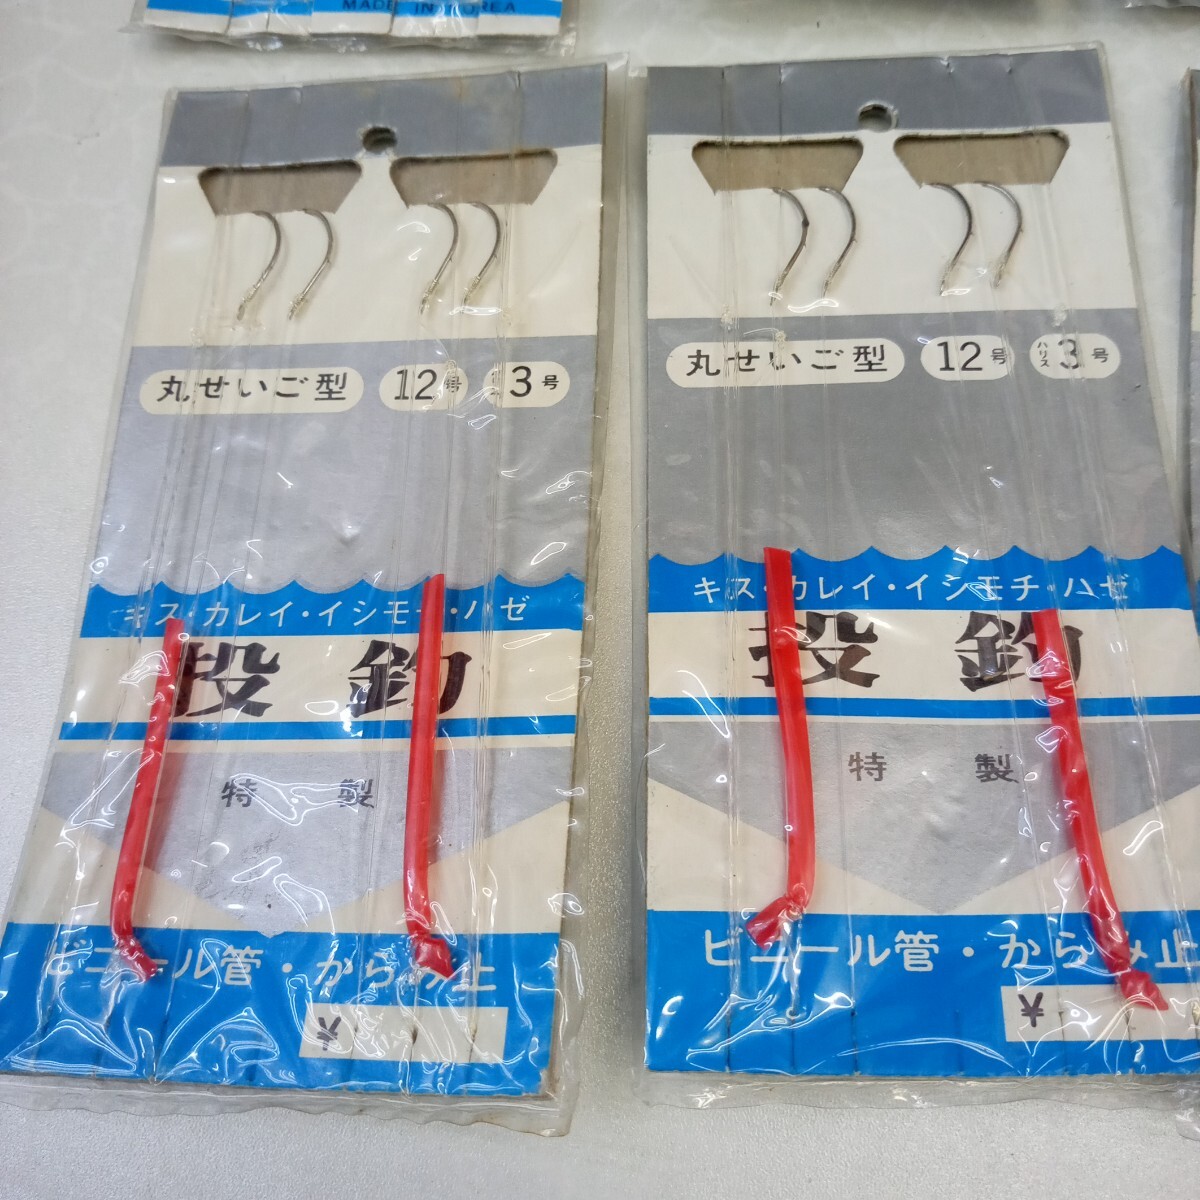 MADE IN KOREA
丸せいご型 12号 ハリス 3号
キス・カレイ・イシモチ・ハゼ
投釣
特製
ビニール管・からみ止
¥
丸せいご型 12号 ハリス 3号
キス・カレイ・イシモチ・ハゼ
投釣
特製
ビニール管・からみ止
¥